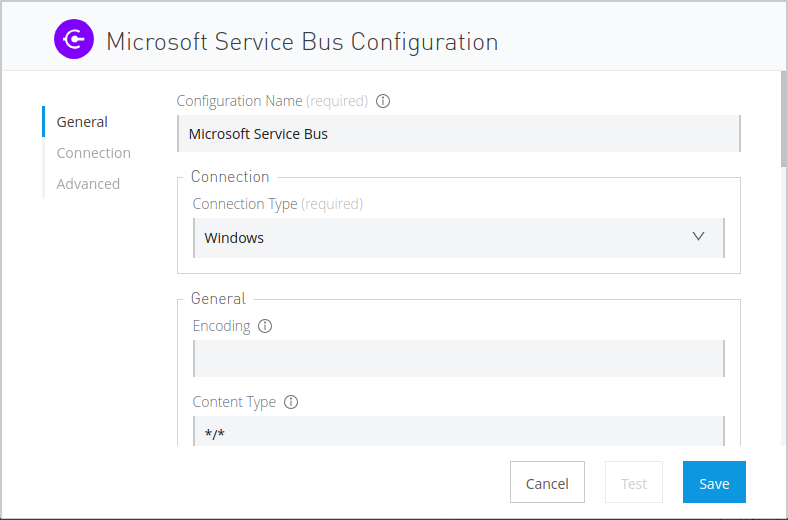 Microsoft Service Bus Configuration
General
Connection
Advanced
Configuration Name (required)
Microsoft Service Bus
Connection
Connection Type (required)
Windows
General
Encoding
Content Type
*/*
Cancel
Test
Save